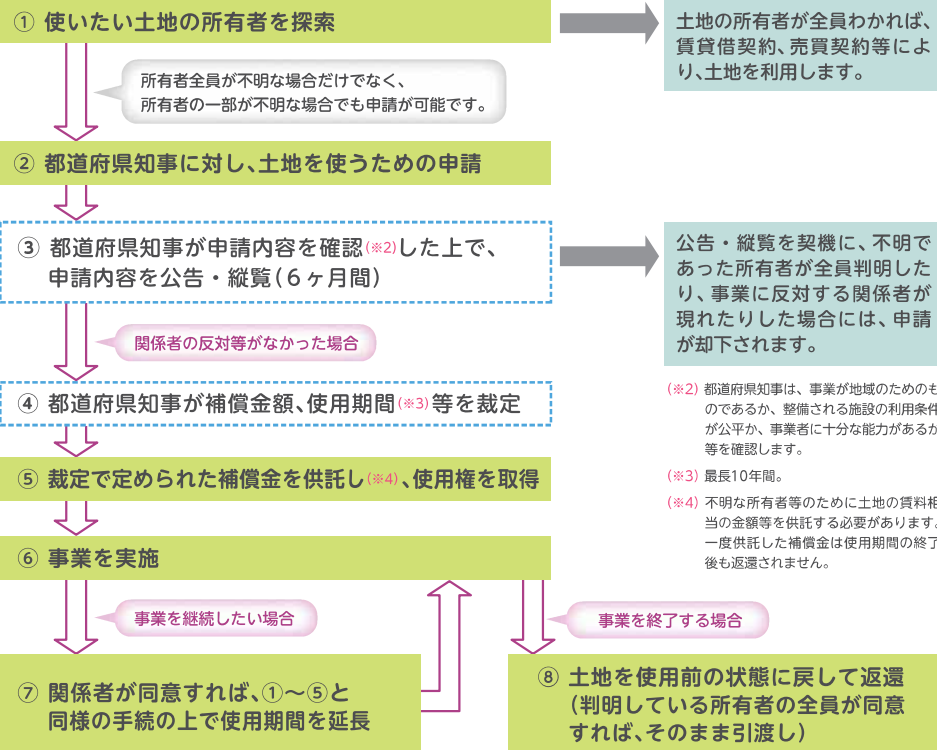 ① 使いたい土地の所有者を探索
土地の所有者が全員わかれば、
賃貸借契約、売買契約等によ
り、土地を利用します。
所有者全員が不明な場合だけでなく、
所有者の一部が不明な場合でも申請が可能です。
② 都道府県知事に対し、土地を使うための申請
③ 都道府県知事が申請内容を確認(※2)した上で、
申請内容を公告・縦覧(6ヶ月間)
公告・縦覧を契機に、不明で
あった所有者が全員判明した
り、事業に反対する関係者が
現れたりした場合には、申請
が却下されます。
関係者の反対等がなかった場合
④ 都道府県知事が補償金額、使用期間(※3)等を裁定
⑤ 裁定で定められた補償金を供託し(※4)、使用権を取得
(※2) 都道府県知事は、事業が地域のためのも
のであるか、整備される施設の利用条件
が公平か、事業者に十分な能力があるか
等を確認します。
(※3) 最長10年間。
(※4) 不明な所有者等のために土地の賃料相
当の金額等を供託する必要があります。
一度供託した補償金は使用期間の終了
後も返還されません。
⑥ 事業を実施
事業を継続したい場合
事業を終了する場合
⑦ 関係者が同意すれば、①～⑤と
同様の手続の上で使用期間を延長
⑧ 土地を使用前の状態に戻して返還
(判明している所有者の全員が同意
すれば、そのまま引渡し)